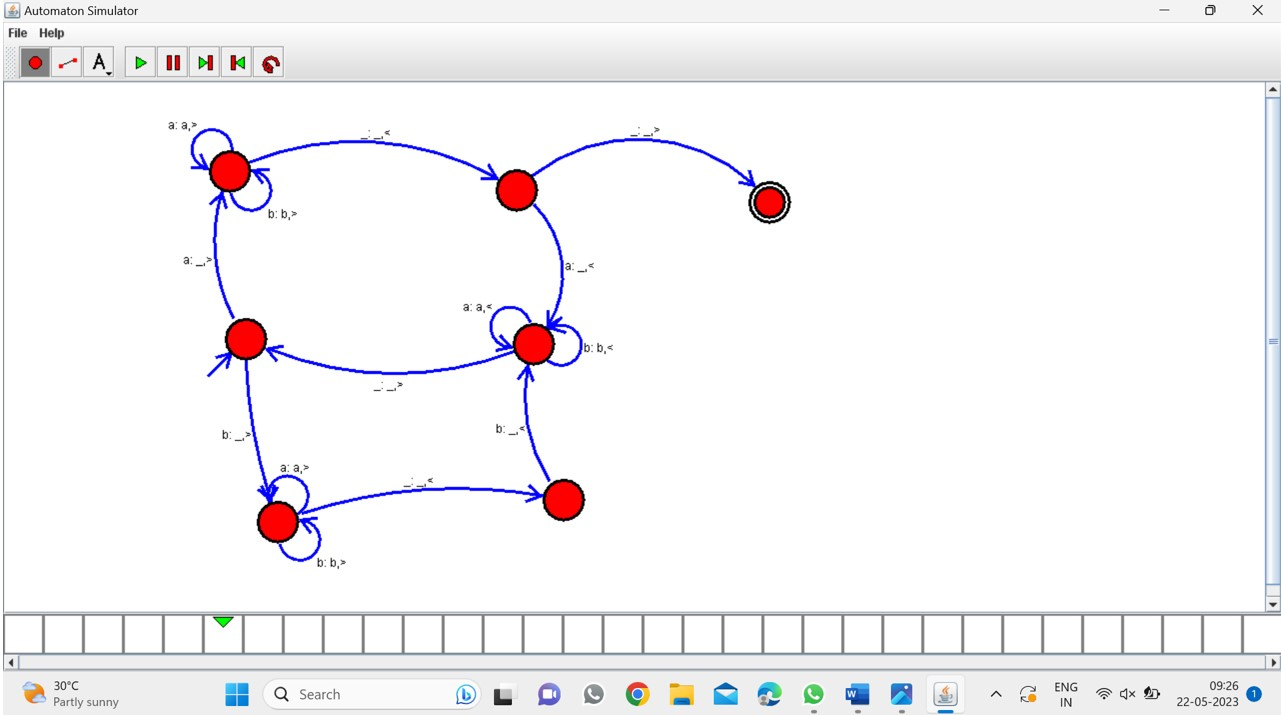 Automaton Simulator
File Help
A
a: a,>
_: _,<
_: _,>
b: b,>
a: _,>
a: _,<
a: a,<
b: b,<
_: _,>
b: _,<
b: _,>
a: a,>
_: _,<
b: b,>
30°C
Partly sunny
Search
ENG
IN
09:26
22-05-2023
1